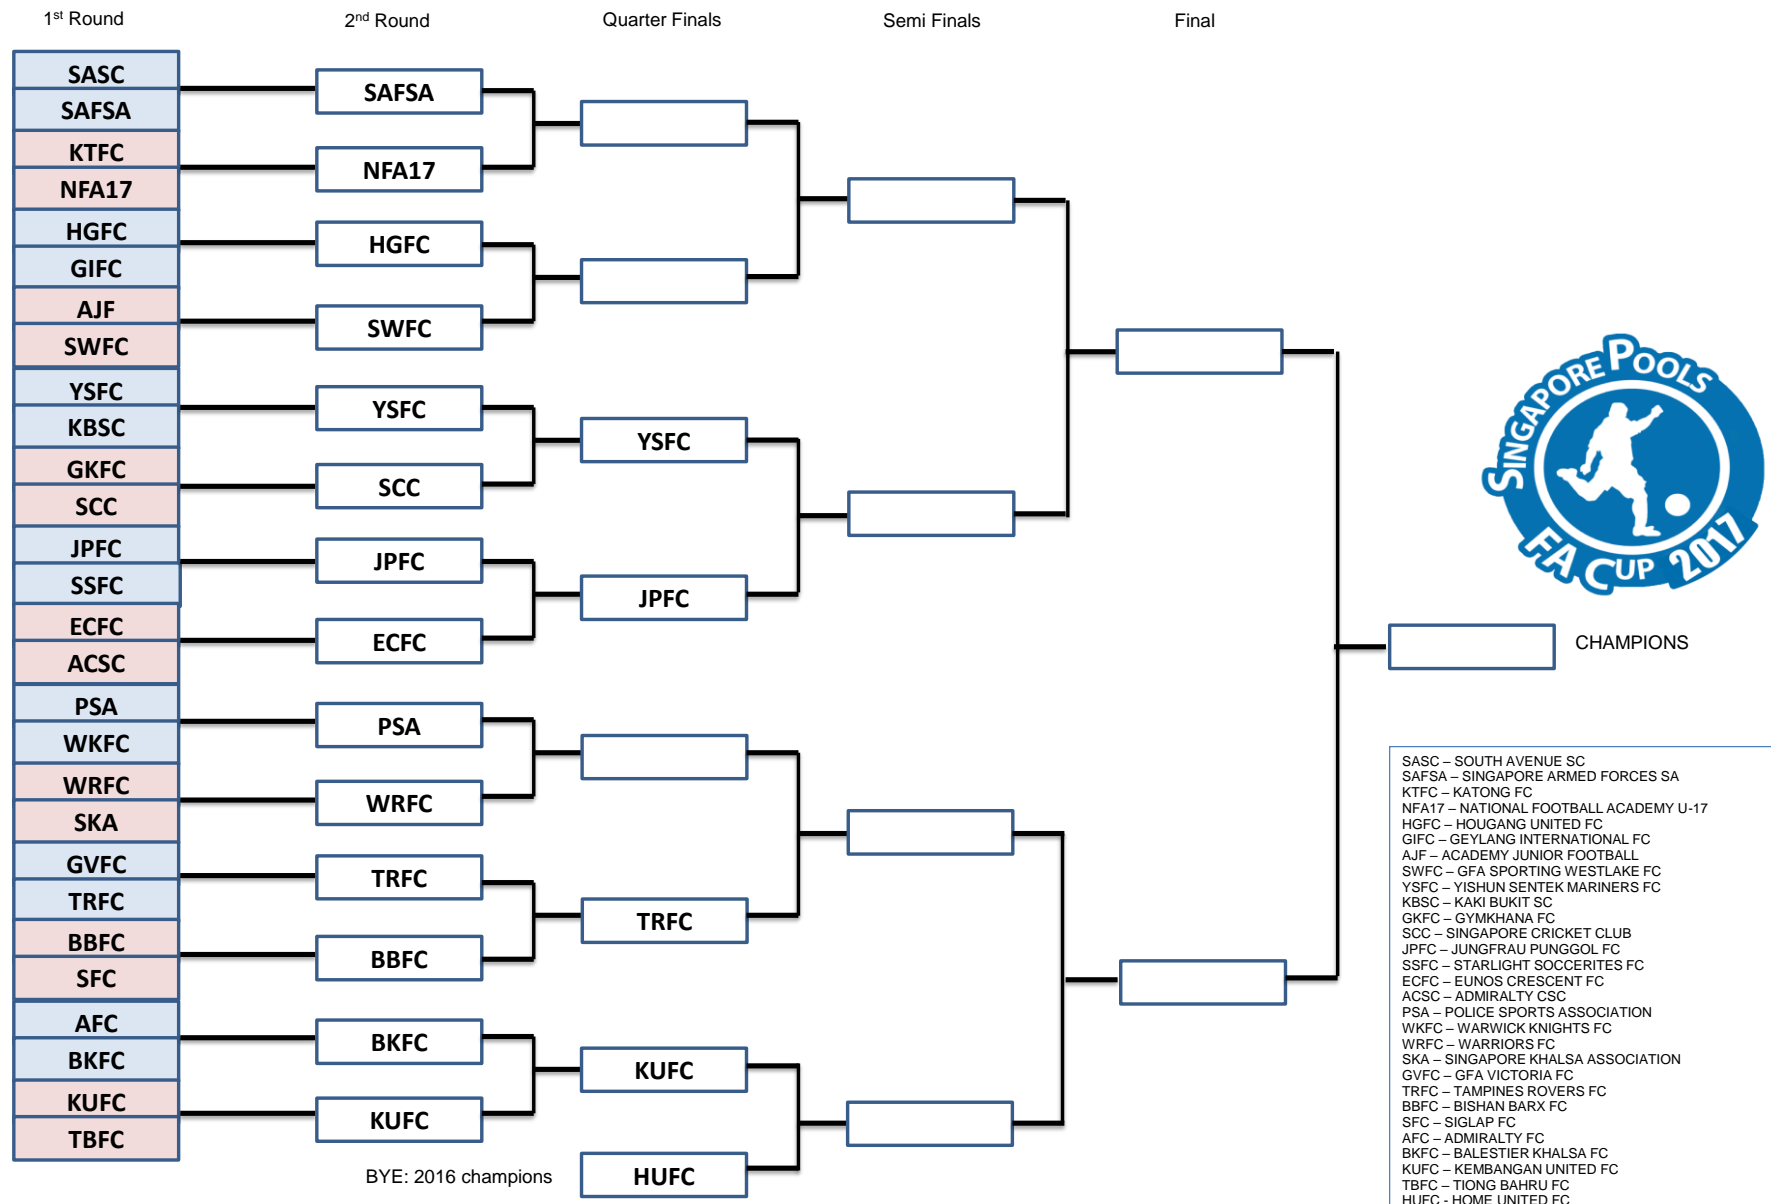 1st Round
2nd Round
Quarter Finals
Semi Finals
Final
SASC
SAFSA
KTFC
NFA17
HGFC
GIFC
AJF
SWFC
YSFC
KBSC
GKFC
SCC
JPFC
SSFC
ECFC
ACSC
PSA
WKFC
WRFC
SKA
GVFC
TRFC
BBFC
SFC
AFC
BKFC
KUFC
TBFC
SAFSA
NFA17
HGFC
SWFC
YSFC
SCC
JPFC
ECFC
PSA
WRFC
TRFC
BBFC
BKFC
KUFC
BYE: 2016 champions
YSFC
JPFC
TRFC
KUFC
HUFC
SINGAPORE POOLS
FA CUP 2017
CHAMPIONS
SASC – SOUTH AVENUE SC
SAFSA – SINGAPORE ARMED FORCES SA
KTFC – KATONG FC
NFA17 – NATIONAL FOOTBALL ACADEMY U-17
HGFC – HOUGANG UNITED FC
GIFC – GEYLANG INTERNATIONAL FC
AJF – ACADEMY JUNIOR FOOTBALL
SWFC – GFA SPORTING WESTLAKE FC
YSFC – YISHUN SENTEK MARINERS FC
KBSC – KAKI BUKIT SC
GKFC – GYMKHANA FC
SCC – SINGAPORE CRICKET CLUB
JPFC – JUNGFRAU PUNGGOL FC
SSFC – STARLIGHT SOCCERITES FC
ECFC – EUNOS CRESCENT FC
ACSC – ADMIRALTY CSC
PSA – POLICE SPORTS ASSOCIATION
WKFC – WARWICK KNIGHTS FC
WRFC – WARRIORS FC
SKA – SINGAPORE KHALSA ASSOCIATION
GVFC – GFA VICTORIA FC
TRFC – TAMPINES ROVERS FC
BBFC – BISHAN BARX FC
SFC – SIGLAP FC
AFC – ADMIRALTY FC
BKFC – BALESTIER KHALSA FC
KUFC – KEMBANGAN UNITED FC
TBFC – TIONG BAHRU FC
HUFC - HOME UNITED FC